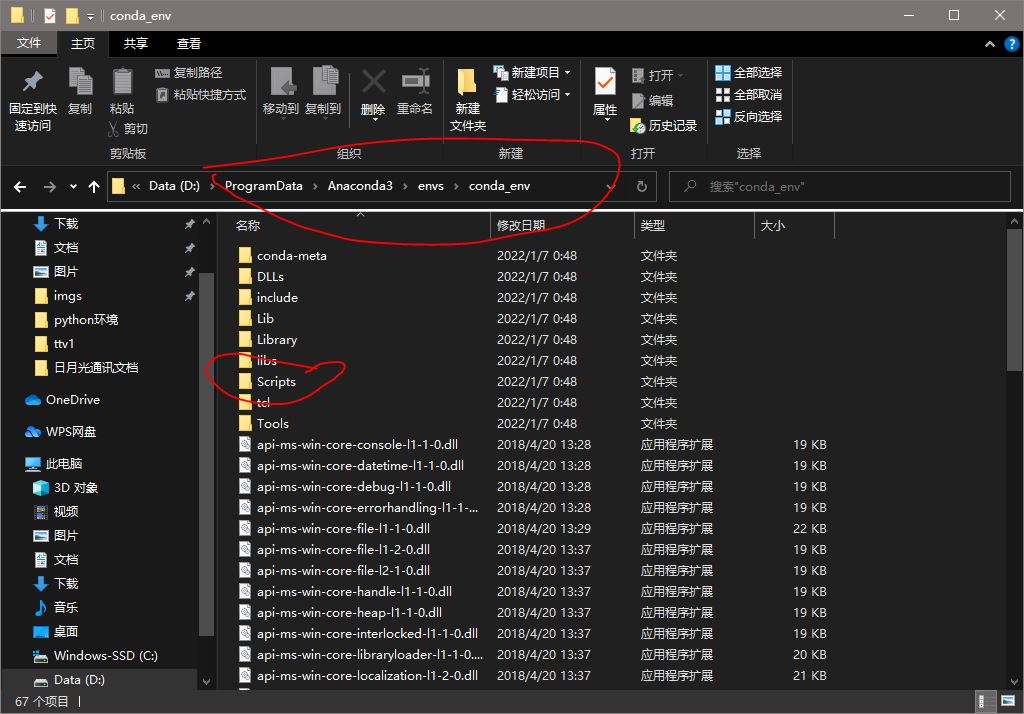 conda_env
文件 主页 共享 查看
固定到快速访问 复制 粘贴 复制路径 粘贴快捷方式 剪切 移动到 复制到 删除 重命名 新建文件夹 新建项目 轻松访问 属性 打开 编辑 历史记录 全部选择 全部取消 反向选择
剪贴板 组织 新建 打开 选择
« Data (D:) › ProgramData › Anaconda3 › envs › conda_env 搜索"conda_env"
下载
文档
图片
imgs
python环境
ttv1
日月光通讯文档
OneDrive
WPS网盘
此电脑
3D 对象
视频
图片
文档
下载
音乐
桌面
Windows-SSD (C:)
Data (D:)
名称 修改日期 类型 大小
conda-meta 2022/1/7 0:48 文件夹
DLLs 2022/1/7 0:48 文件夹
include 2022/1/7 0:48 文件夹
Lib 2022/1/7 0:48 文件夹
Library 2022/1/7 0:48 文件夹
libs 2022/1/7 0:48 文件夹
Scripts 2022/1/7 0:48 文件夹
tcl 2022/1/7 0:48 文件夹
Tools 2022/1/7 0:48 文件夹
api-ms-win-core-console-l1-1-0.dll 2018/4/20 13:28 应用程序扩展 19 KB
api-ms-win-core-datetime-l1-1-0.dll 2018/4/20 13:28 应用程序扩展 19 KB
api-ms-win-core-debug-l1-1-0.dll 2018/4/20 13:28 应用程序扩展 19 KB
api-ms-win-core-errorhandling-l1-1-... 2018/4/20 13:28 应用程序扩展 19 KB
api-ms-win-core-file-l1-1-0.dll 2018/4/20 13:29 应用程序扩展 22 KB
api-ms-win-core-file-l1-2-0.dll 2018/4/20 13:37 应用程序扩展 19 KB
api-ms-win-core-file-l2-1-0.dll 2018/4/20 13:37 应用程序扩展 19 KB
api-ms-win-core-handle-l1-1-0.dll 2018/4/20 13:37 应用程序扩展 19 KB
api-ms-win-core-heap-l1-1-0.dll 2018/4/20 13:37 应用程序扩展 19 KB
api-ms-win-core-interlocked-l1-1-0.dll 2018/4/20 13:37 应用程序扩展 19 KB
api-ms-win-core-libraryloader-l1-1-0.... 2018/4/20 13:37 应用程序扩展 20 KB
api-ms-win-core-localization-l1-2-0.dll 2018/4/20 13:37 应用程序扩展 21 KB
67 个项目